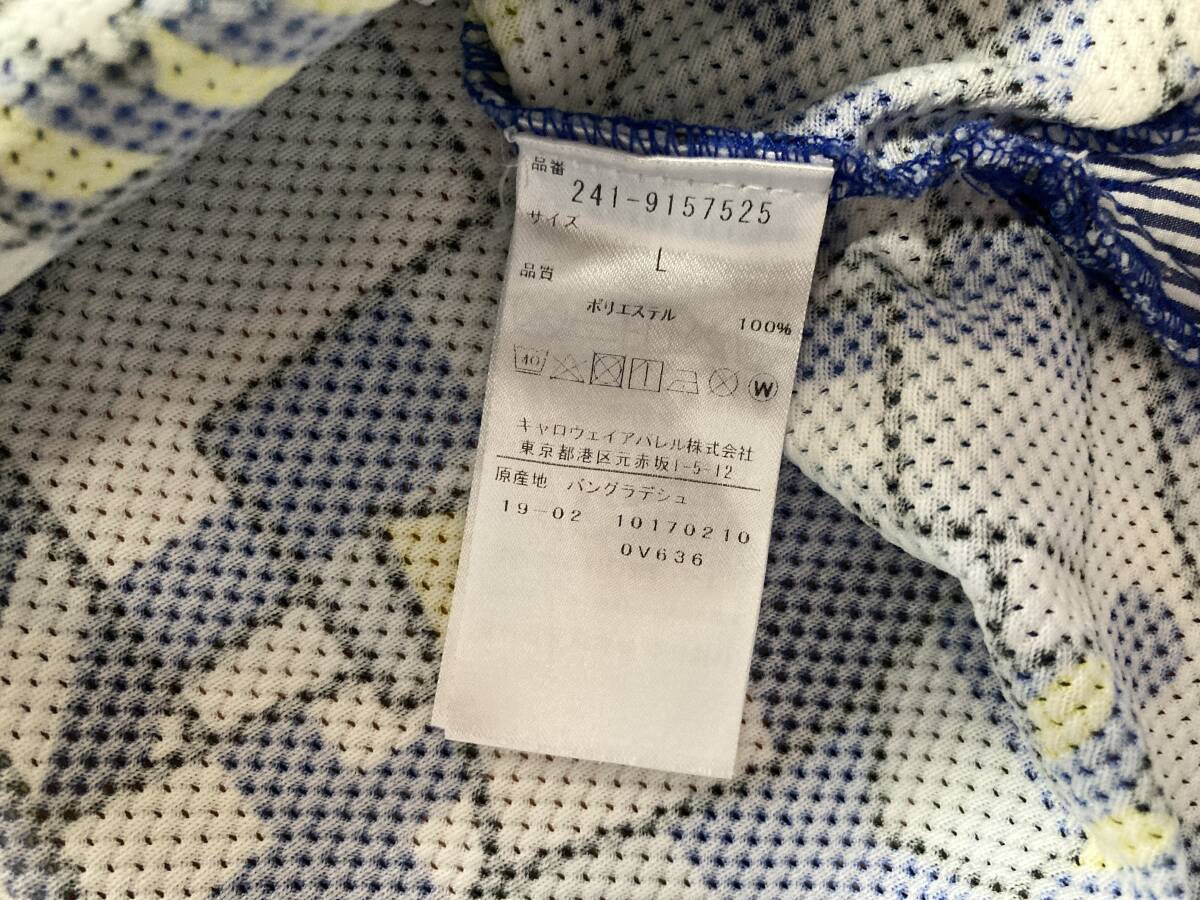 品番
241-9157525
サイズ
L
品質
ポリエステル 100%
40 W
キャロウェイアパレル株式会社
東京都港区元赤坂1-5-12
原産地 バングラデシュ
19-02 10170210
0V636